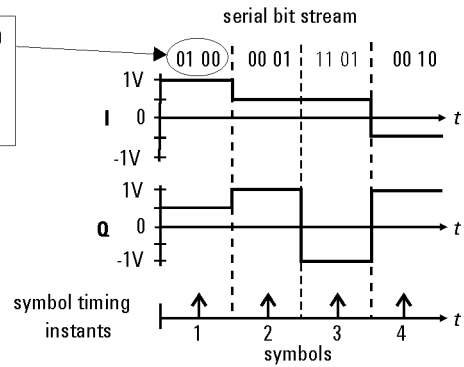 serial bit stream
01 00 00 01 11 01 00 10
1V
I 0 t
-1V
1V
Q 0 t
-1V
symbol timing
instants
t
1 2 3 4
symbols